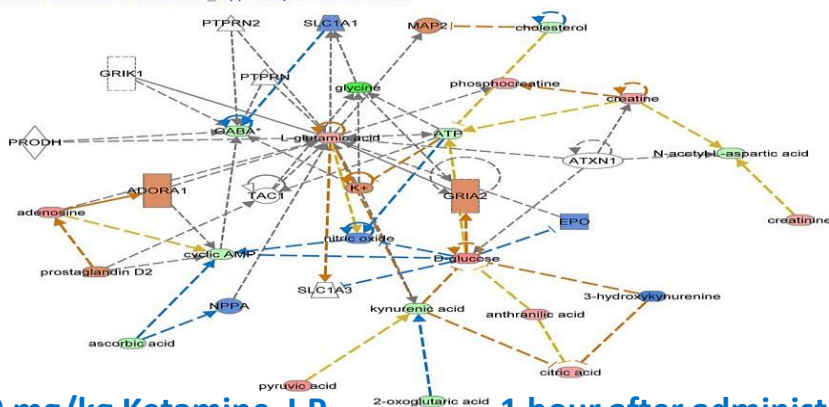 PTPRN2 SLC1A1 MAP2 cholesterol
GRIK1 PTPRN glycine phosphocreatine creatine
PRODH GABA* L-glutamic acid ATP ATXN1 N-acetyl-L-aspartic acid
ADORA1 TAC1 K+ GRIA2
adenosine EPO creatinine
nitric oxide
prostaglandin D2 cyclic AMP D-glucose
SLC1A3 3-hydroxykynurenine
NPPA kynurenic acid anthranilic acid
ascorbic acid
pyruvic acid citric acid
2-oxoglutaric acid
mg/kg Ketamine I.P. 1 hour after administ